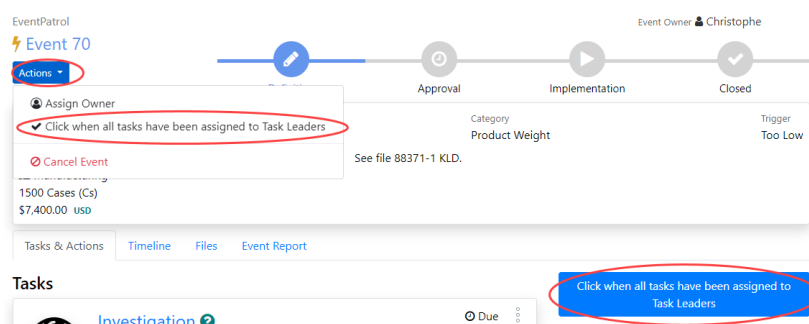 EventPatrol
Event Owner Christophe
Event 70
Actions
Approval
Implementation
Closed
Assign Owner
Click when all tasks have been assigned to Task Leaders
Cancel Event
Category
Product Weight
Trigger
Too Low
See file 88371-1 KLD.
1500 Cases (Cs)
$7,400.00 USD
Tasks & Actions
Timeline
Files
Event Report
Tasks
Click when all tasks have been assigned to
Task Leaders
Investigation ?
Due